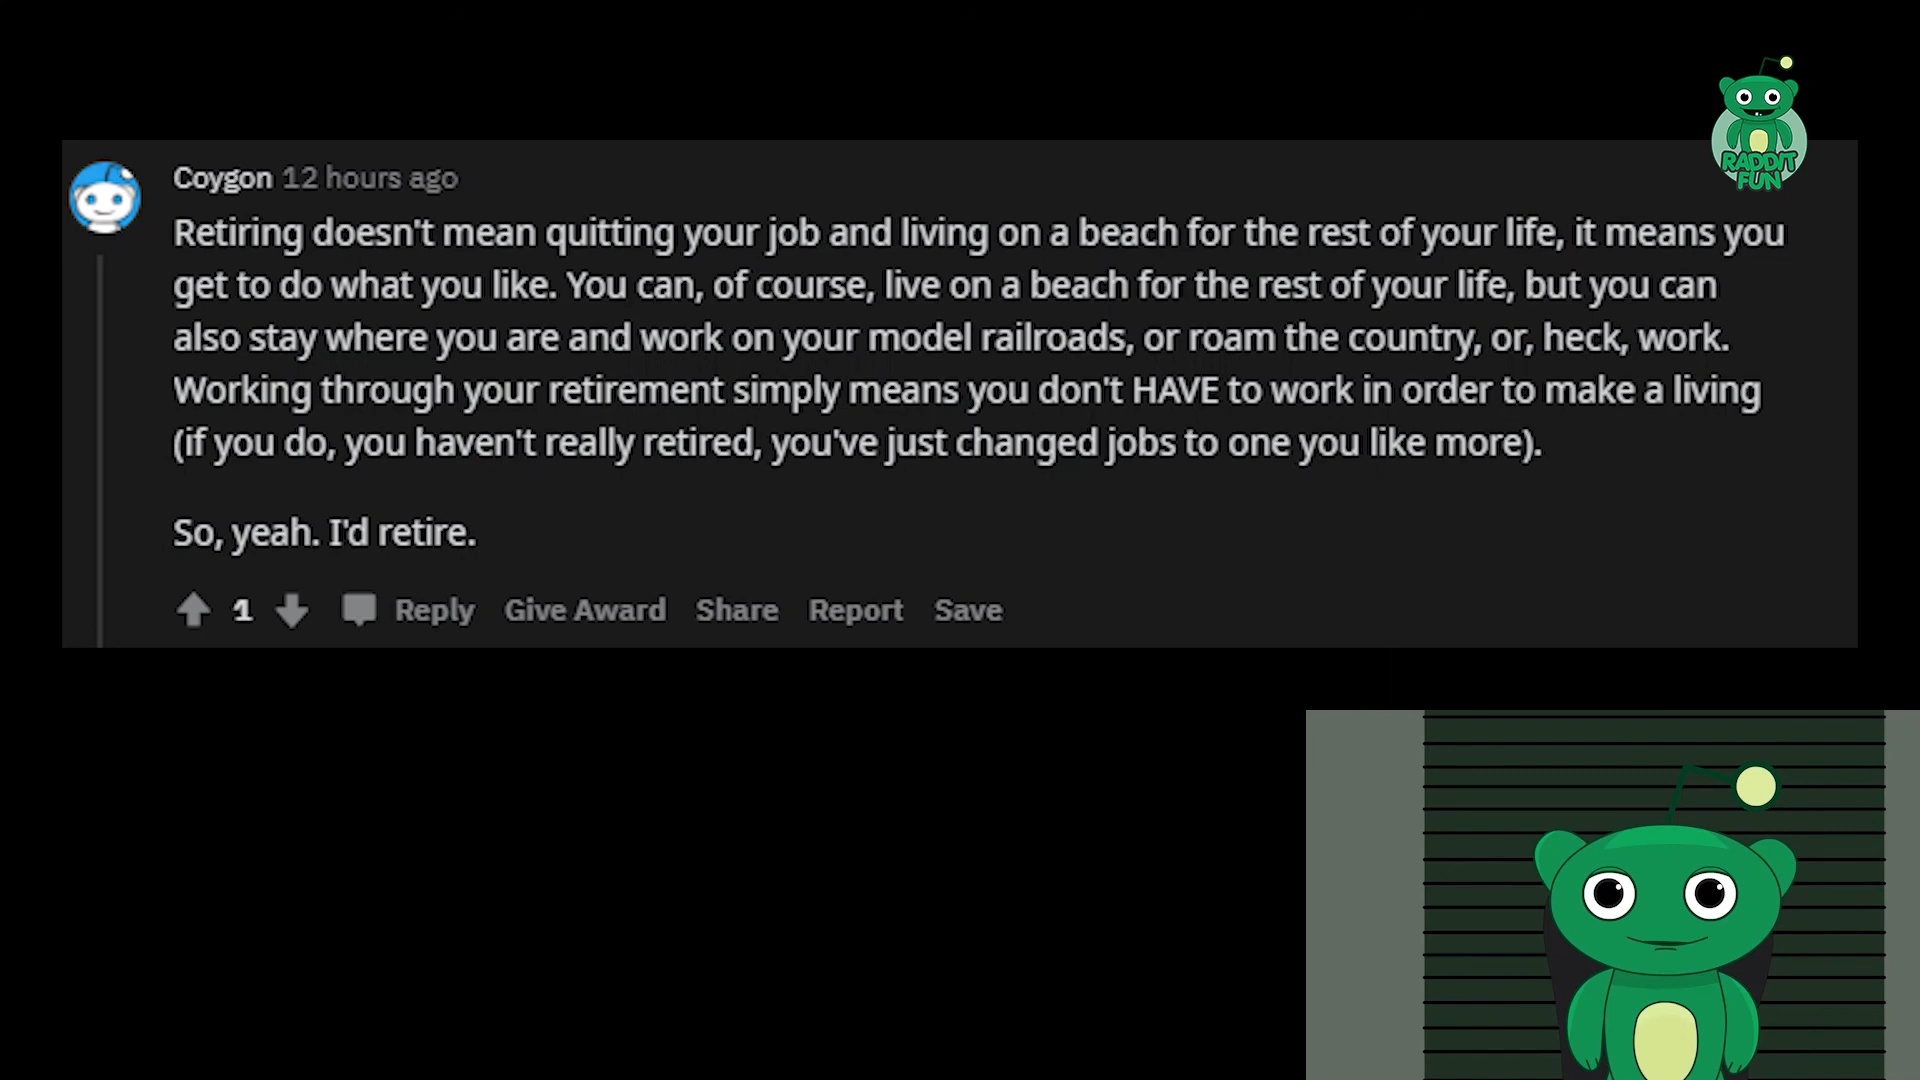 RADDIT
FUN
Coygon 12 hours ago
Retiring doesn't mean quitting your job and living on a beach for the rest of your life, it means you
get to do what you like. You can, of course, live on a beach for the rest of your life, but you can
also stay where you are and work on your model railroads, or roam the country, or, heck, work.
Working through your retirement simply means you don't HAVE to work in order to make a living
(if you do, you haven't really retired, you've just changed jobs to one you like more).
So, yeah. I'd retire.
1 Reply Give Award Share Report Save